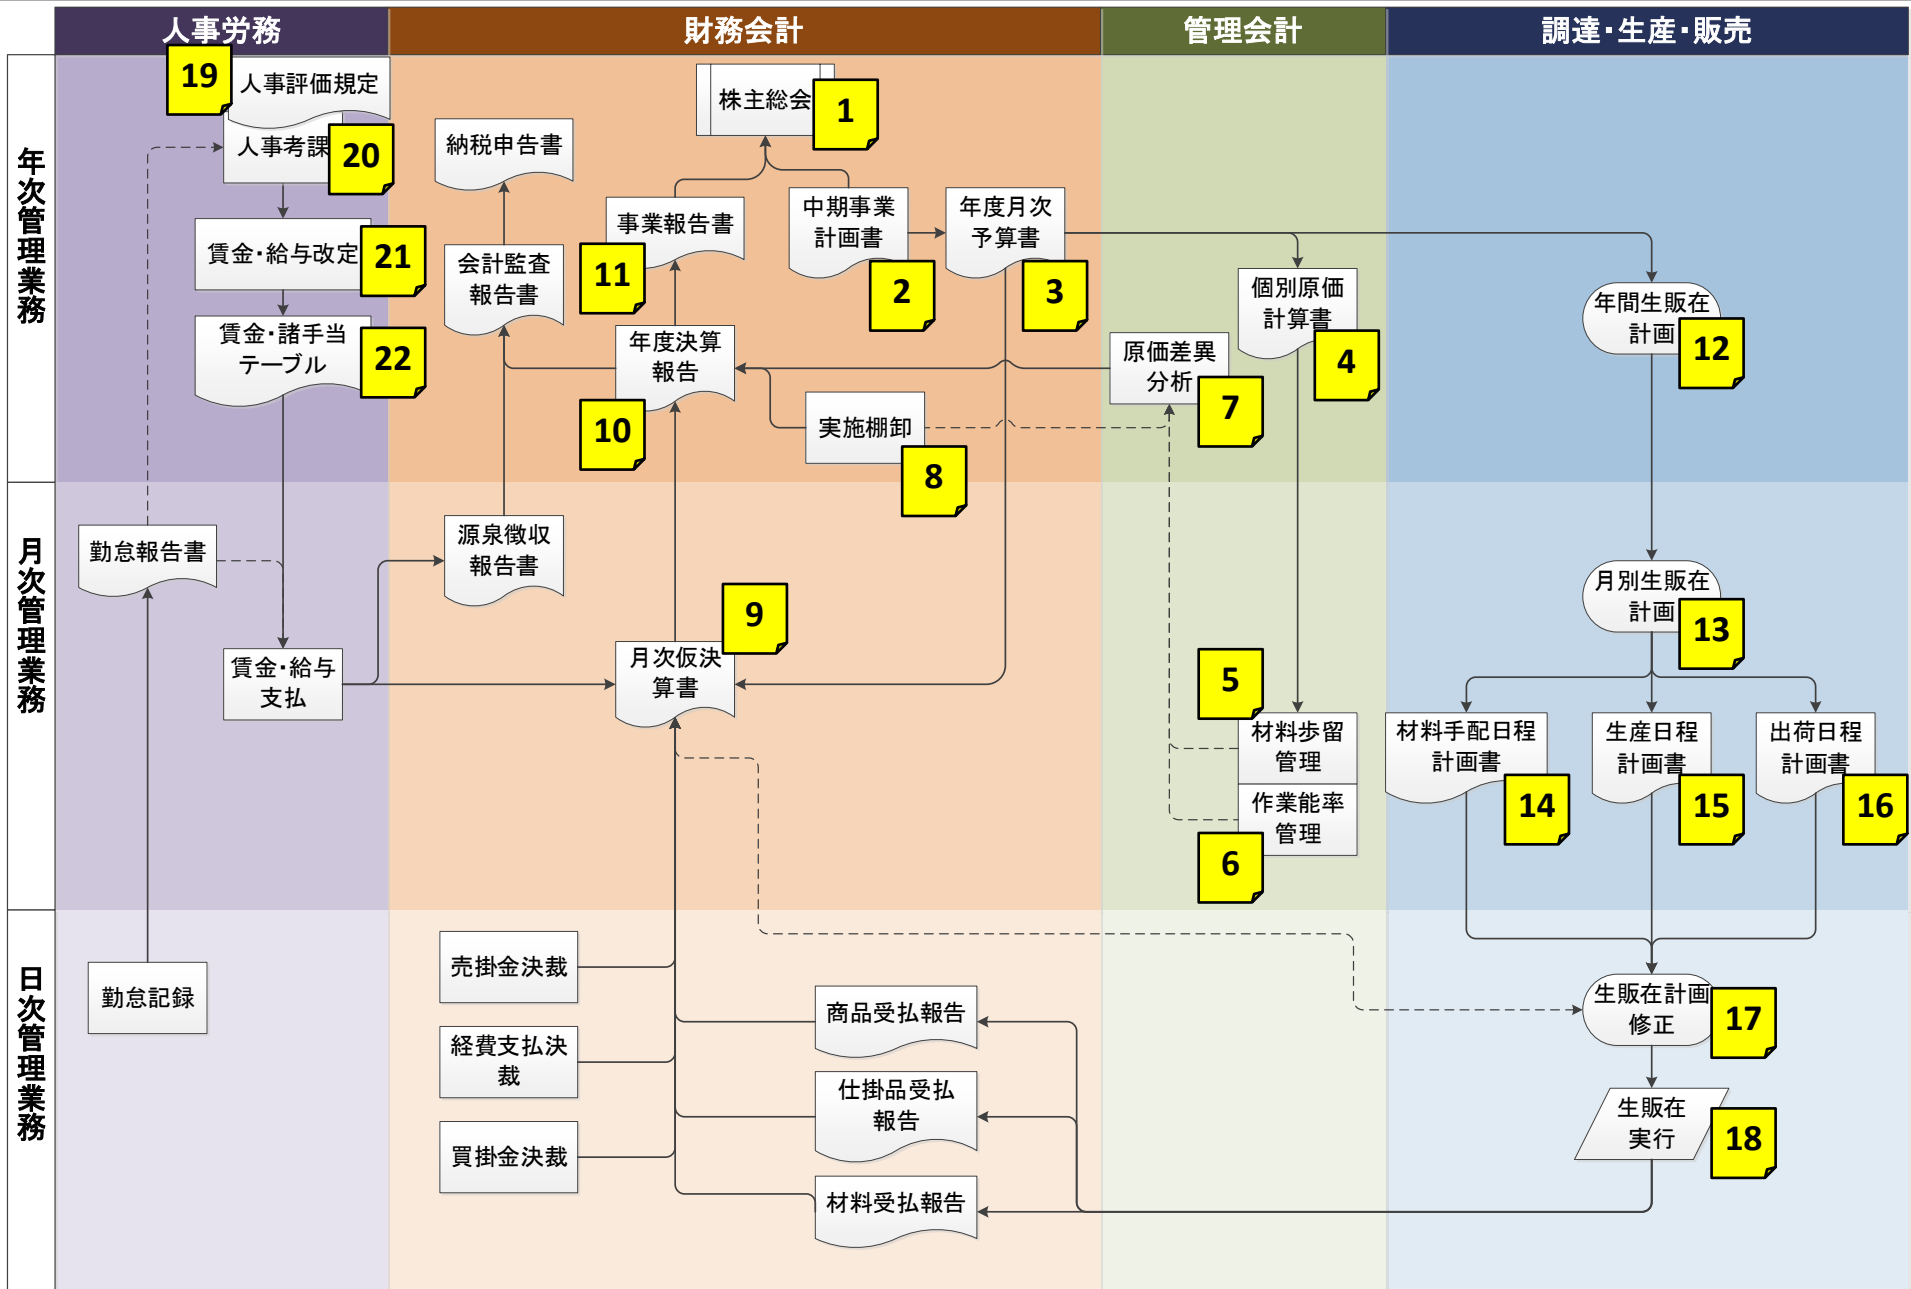 人事労務
財務会計
管理会計
調達・生産・販売
年次管理業務
19
人事評価規定
人事考課
20
賃金・給与改定
21
賃金・諸手当
テーブル
22
株主総会
1
納税申告書
事業報告書
11
中期事業
計画書
2
年度月次
予算書
3
会計監査
報告書
年度決算
報告
10
実施棚卸
8
個別原価
計算書
4
原価差異
分析
7
年間生販在
計画
12
月次管理業務
勤怠報告書
賃金・給与
支払
源泉徴収
報告書
9
月次仮決
算書
5
材料歩留
管理
作業能率
管理
6
月別生販在
計画
13
材料手配日程
計画書
14
生産日程
計画書
15
出荷日程
計画書
16
日次管理業務
勤怠記録
売掛金決裁
経費支払決
裁
買掛金決裁
商品受払報告
仕掛品受払
報告
材料受払報告
生販在計画
修正
17
生販在
実行
18